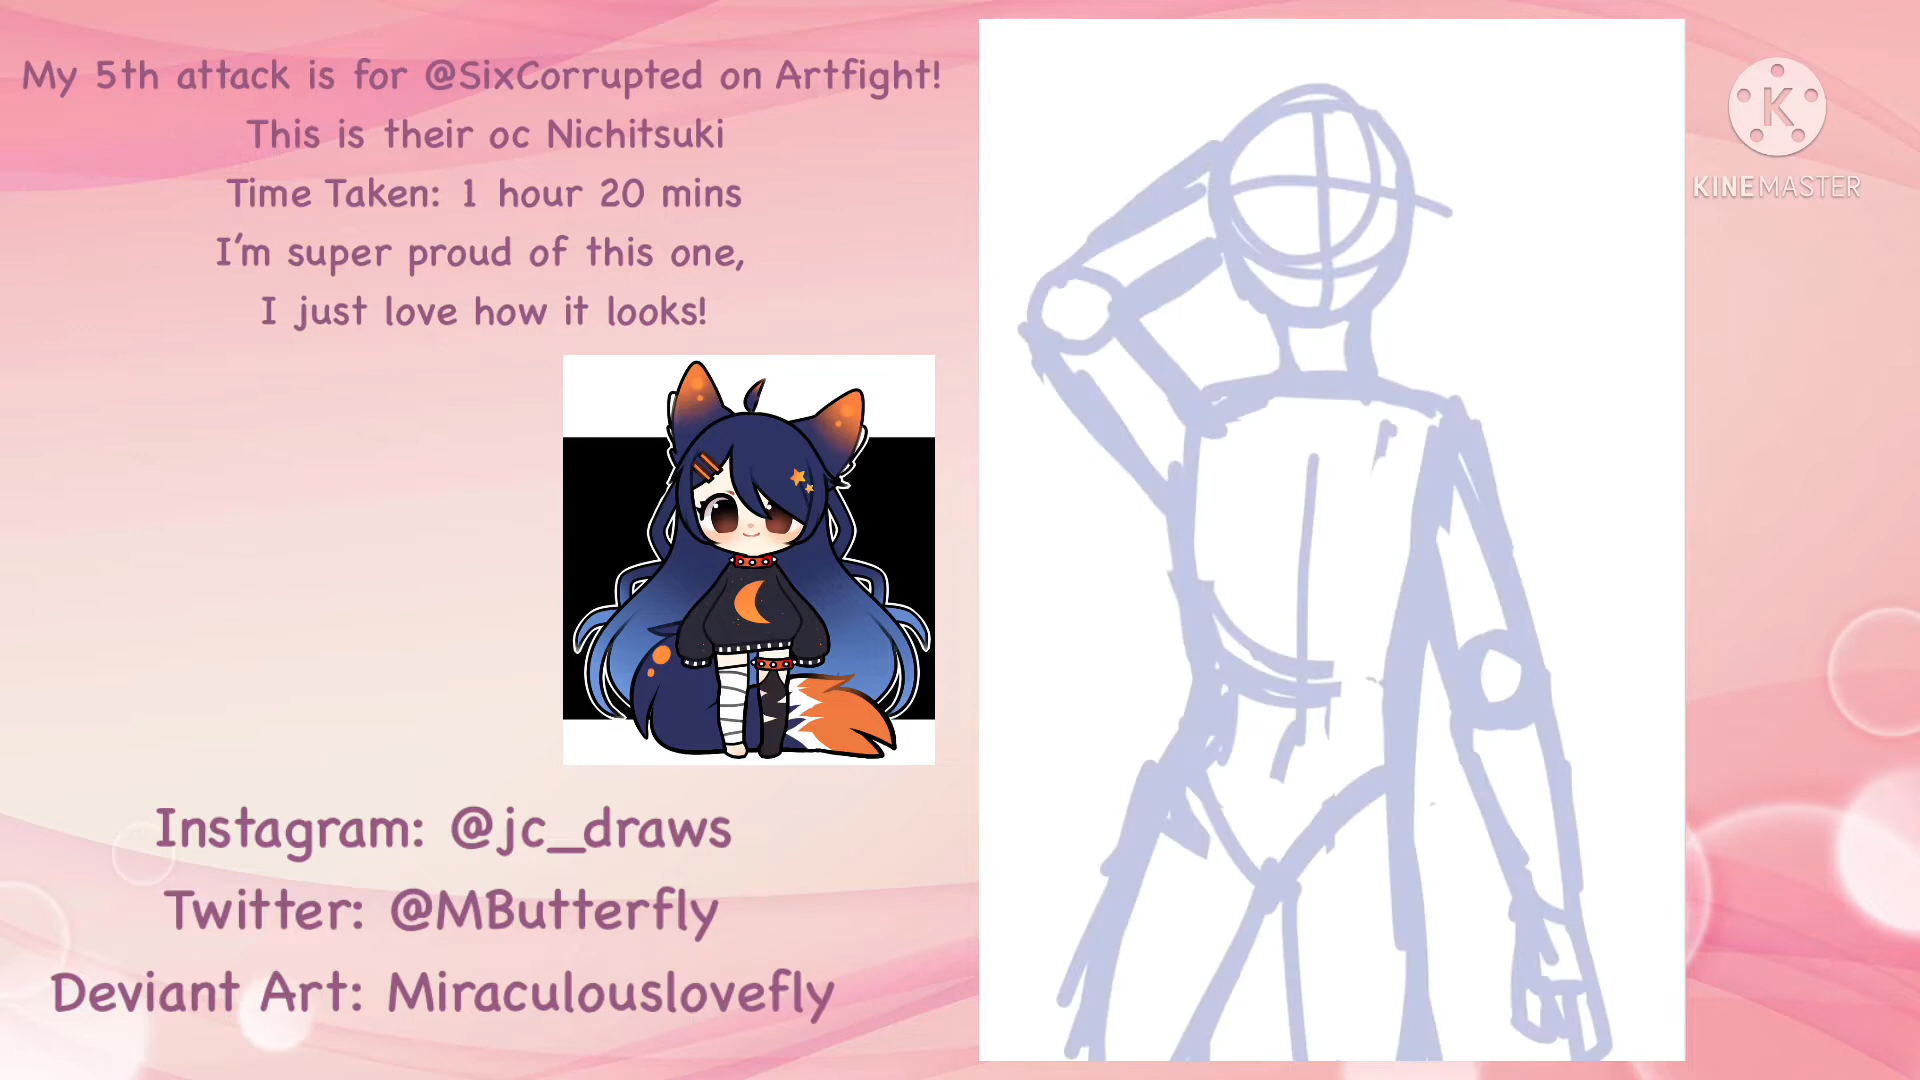 My 5th attack is for @SixCorrupted on Artfight!
This is their oc Nichitsuki
Time Taken: 1 hour 20 mins
I'm super proud of this one,
I just love how it looks!
K
KINEMASTER
Instagram: @jc_draws
Twitter: @MButterfly
Deviant Art: Miraculouslovefly